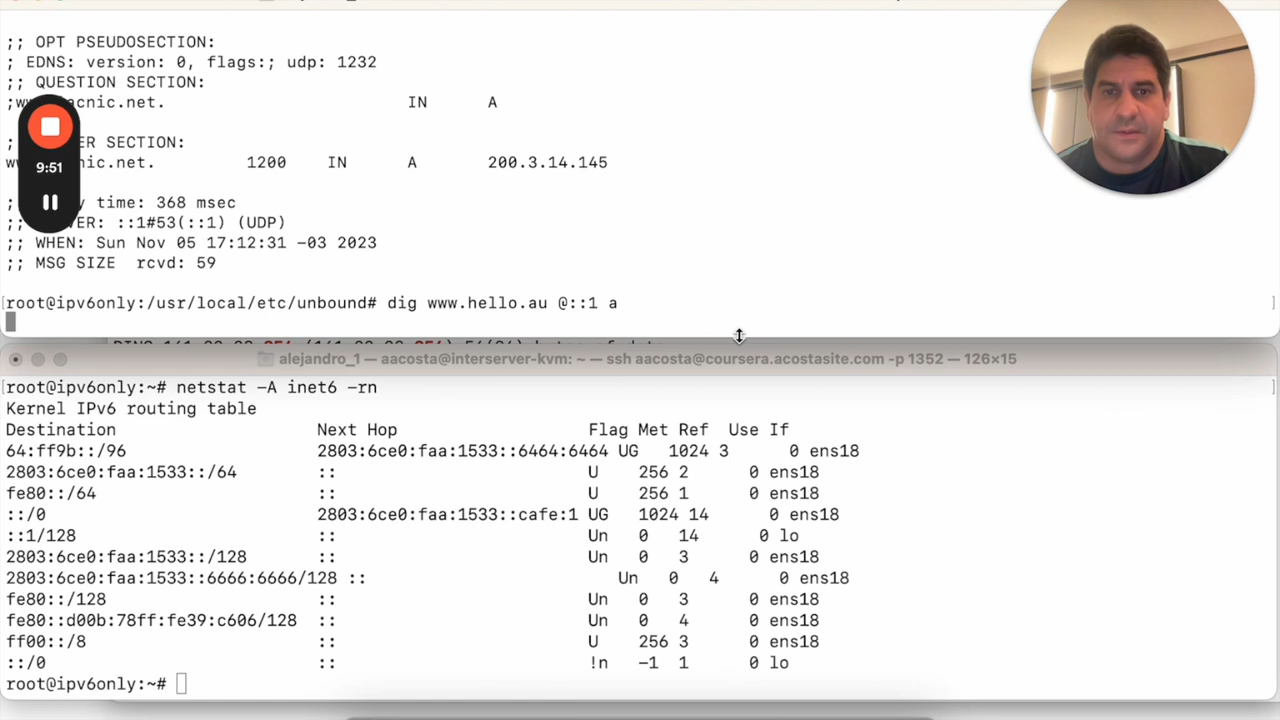 ;; OPT PSEUDOSECTION:
; EDNS: version: 0, flags:; udp: 1232
;; QUESTION SECTION:
;w acnic.net. IN A
; ER SECTION:
w nic.net. 1200 IN A 200.3.14.145
; y time: 368 msec
;; VER: ::1#53(::1) (UDP)
;; WHEN: Sun Nov 05 17:12:31 -03 2023
;; MSG SIZE rcvd: 59
9:51
[root@ipv6only:/usr/local/etc/unbound# dig www.hello.au @::1 a ]
alejandro_1 — aacosta@interserver-kvm: ~ — ssh aacosta@coursera.acostasite.com -p 1352 — 126×15
[root@ipv6only:~# netstat -A inet6 -rn ]
Kernel IPv6 routing table
Destination Next Hop Flag Met Ref Use If
64:ff9b::/96 2803:6ce0:faa:1533::6464:6464 UG 1024 3 0 ens18
2803:6ce0:faa:1533::/64 :: U 256 2 0 ens18
fe80::/64 :: U 256 1 0 ens18
::/0 2803:6ce0:faa:1533::cafe:1 UG 1024 14 0 ens18
::1/128 :: Un 0 14 0 lo
2803:6ce0:faa:1533::/128 :: Un 0 3 0 ens18
2803:6ce0:faa:1533::6666:6666/128 :: Un 0 4 0 ens18
fe80::/128 :: Un 0 3 0 ens18
fe80::d00b:78ff:fe39:c606/128 :: Un 0 4 0 ens18
ff00::/8 :: U 256 3 0 ens18
::/0 :: !n -1 1 0 lo
root@ipv6only:~#